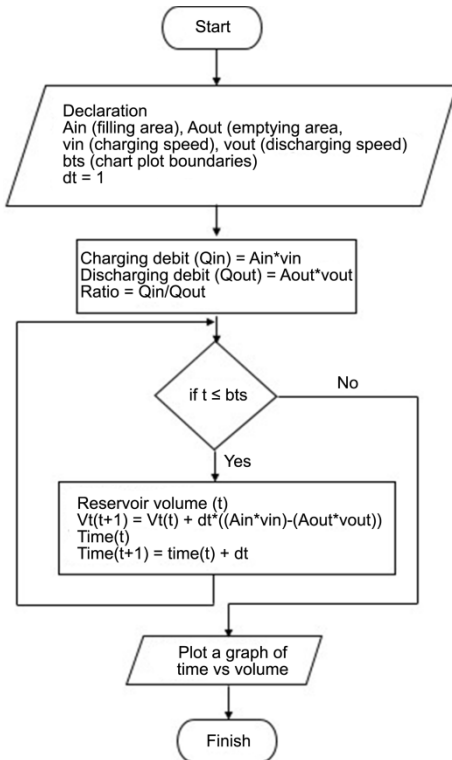 Start
Declaration
Ain (filling area), Aout (emptying area,
vin (charging speed), vout (discharging speed)
bts (chart plot boundaries)
dt = 1
Charging debit (Qin) = Ain*vin
Discharging debit (Qout) = Aout*vout
Ratio = Qin/Qout
if t ≤ bts
No
Yes
Reservoir volume (t)
Vt(t+1) = Vt(t) + dt*((Ain*vin)-(Aout*vout))
Time(t)
Time(t+1) = time(t) + dt
Plot a graph of
time vs volume
Finish